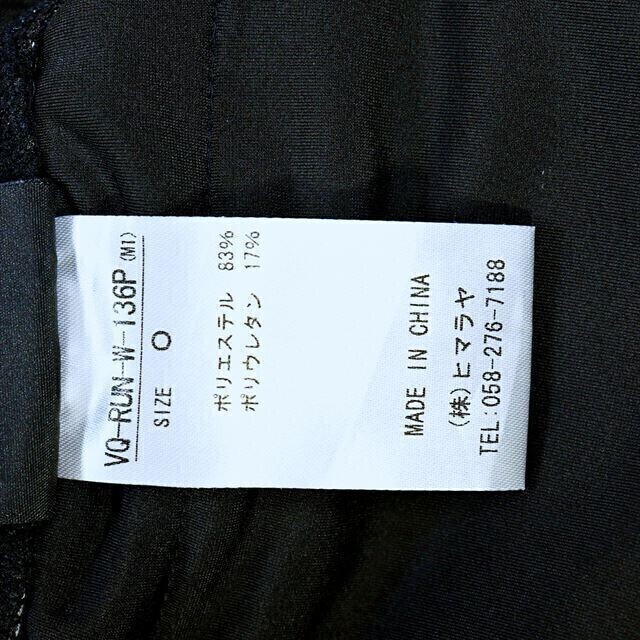 VQ-RUN-W-136P(M1)
SIZE O
ポリエステル 83%
ポリウレタン 17%
MADE IN CHINA
(株)ヒマラヤ
TEL:058-276-7188